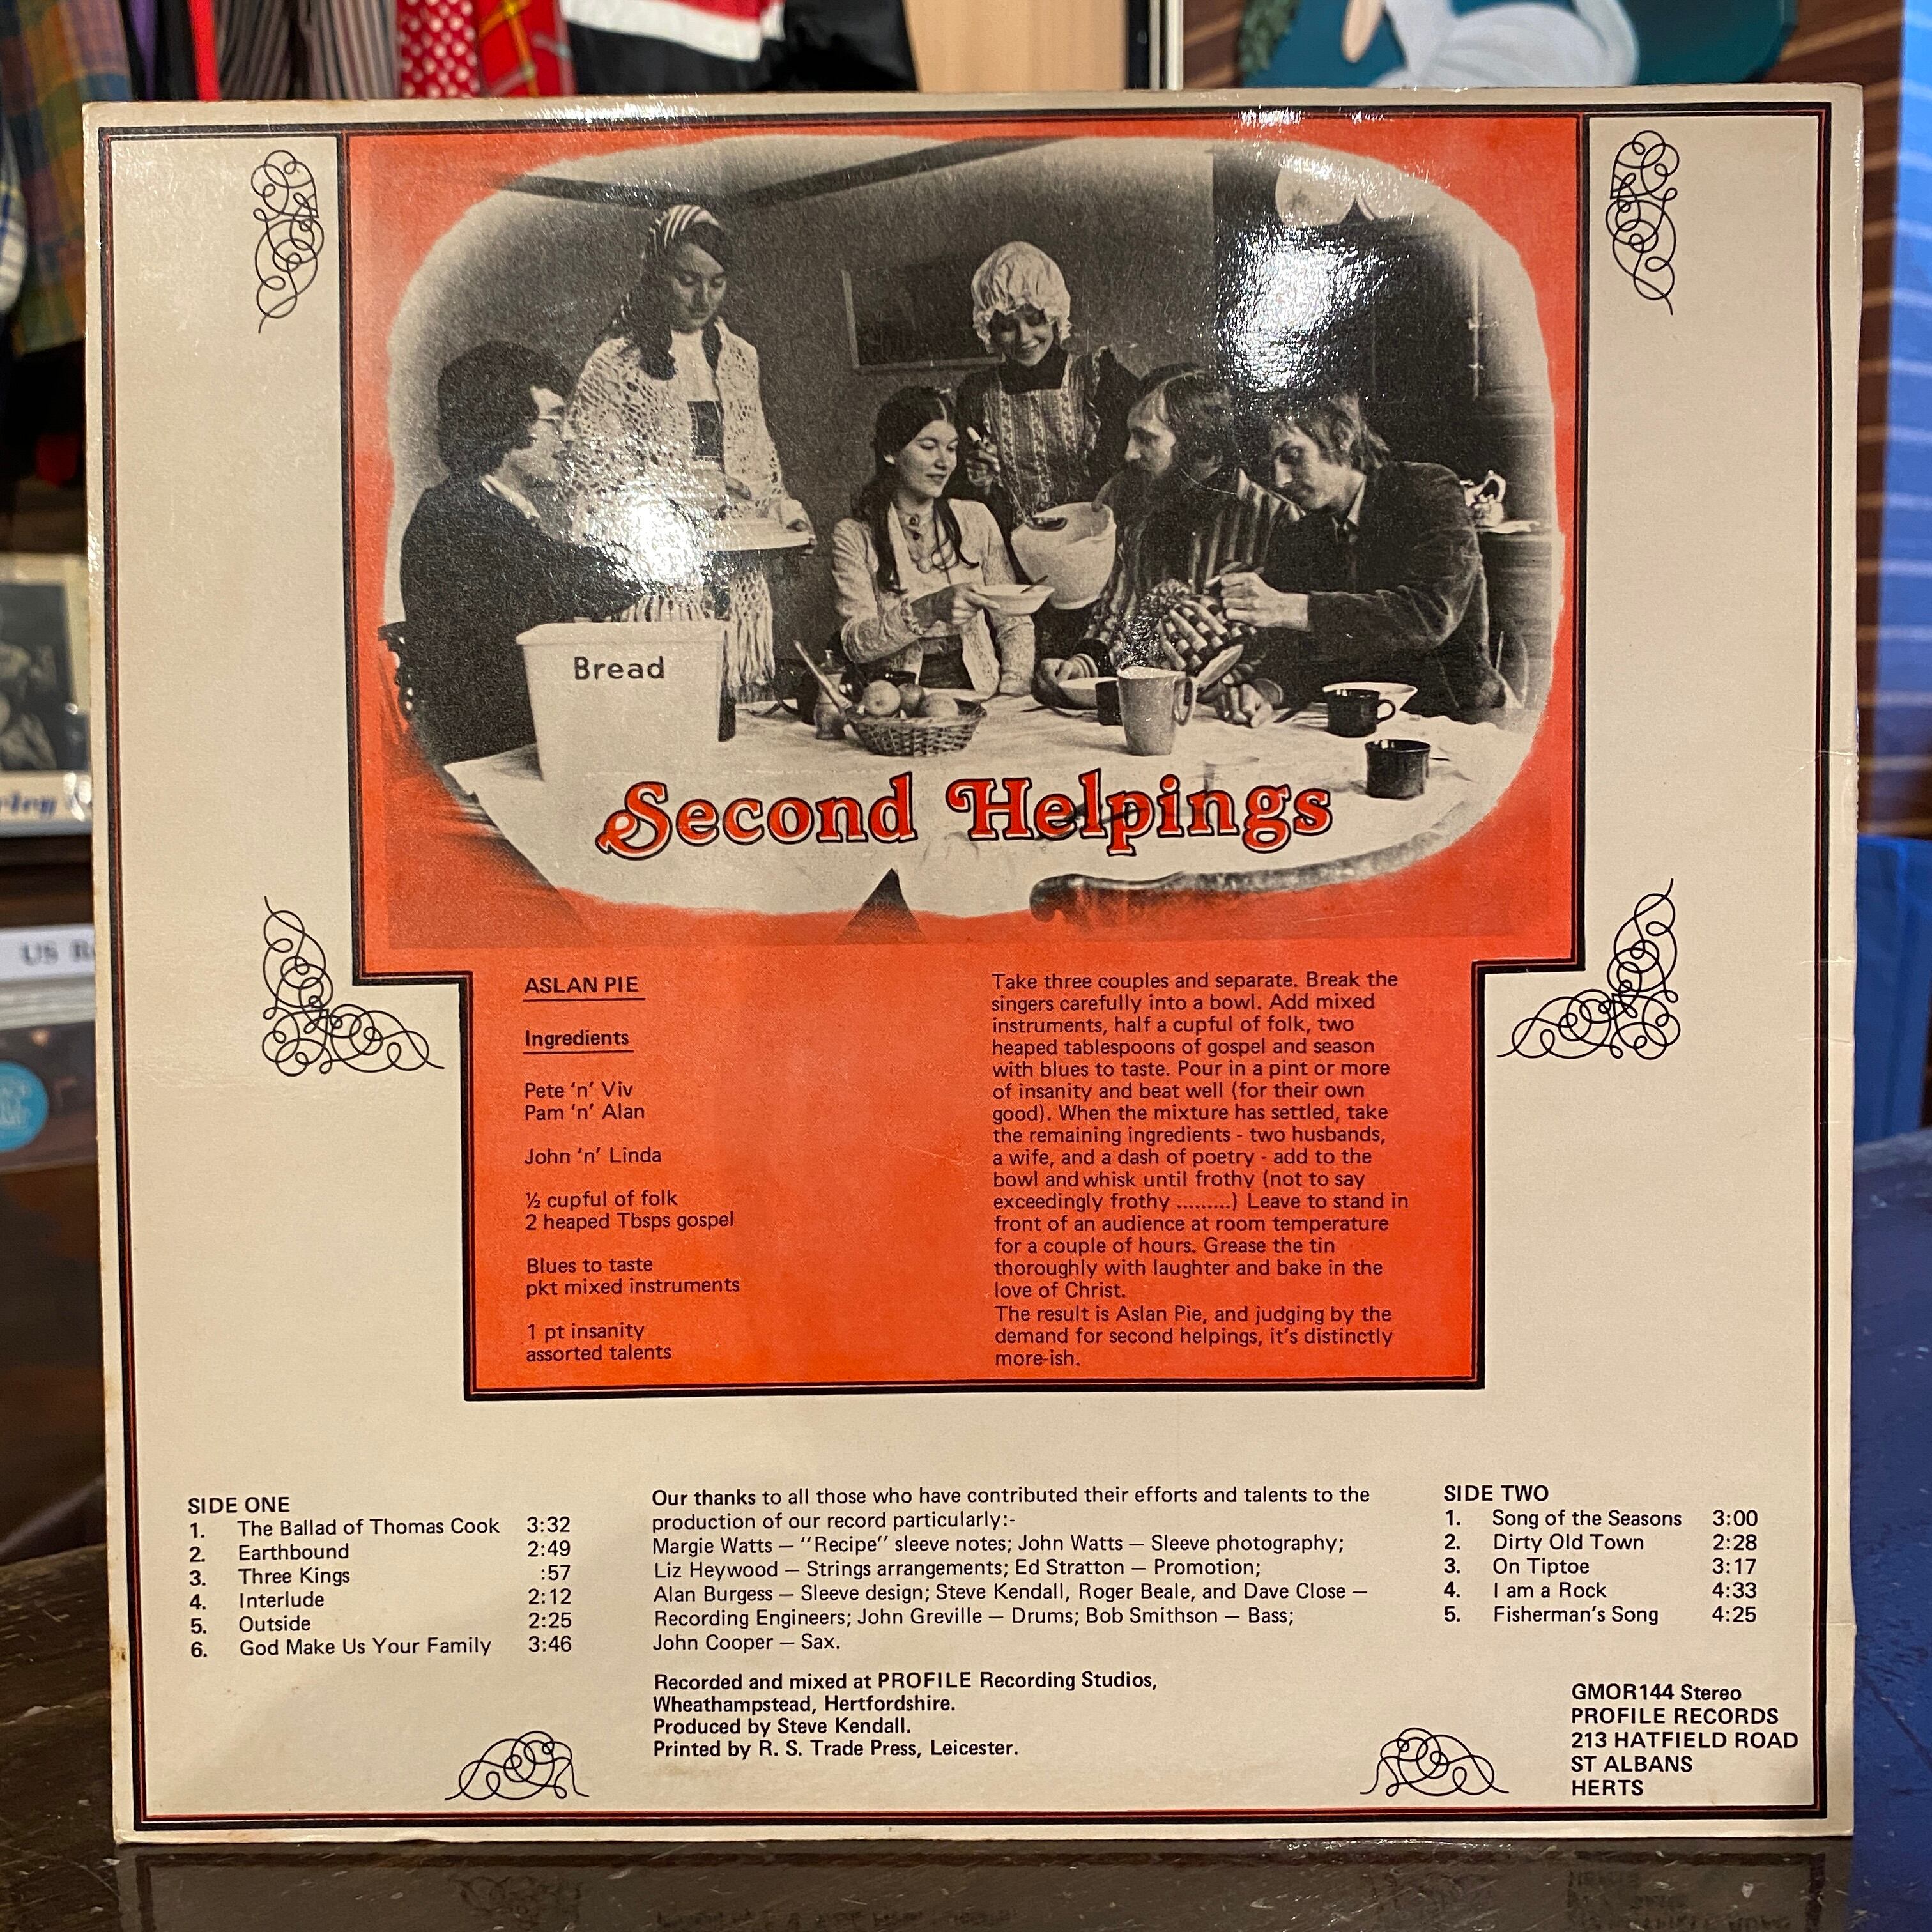 Bread
Second Helpings
ASLAN PIE
Ingredients
Pete 'n' Viv
Pam 'n' Alan
John 'n' Linda
½ cupful of folk
2 heaped Tbsps gospel
Blues to taste
pkt mixed instruments
1 pt insanity
assorted talents
Take three couples and separate. Break the
singers carefully into a bowl. Add mixed
instruments, half a cupful of folk, two
heaped tablespoons of gospel and season
with blues to taste. Pour in a pint or more
of insanity and beat well (for their own
good). When the mixture has settled, take
the remaining ingredients - two husbands,
a wife, and a dash of poetry - add to the
bowl and whisk until frothy (not to say
exceedingly frothy .........) Leave to stand in
front of an audience at room temperature
for a couple of hours. Grease the tin
thoroughly with laughter and bake in the
love of Christ.
The result is Aslan Pie, and judging by the
demand for second helpings, it's distinctly
more-ish.
SIDE ONE
1. The Ballad of Thomas Cook 3:32
2. Earthbound 2:49
3. Three Kings :57
4. Interlude 2:12
5. Outside 2:25
6. God Make Us Your Family 3:46
Our thanks to all those who have contributed their efforts and talents to the
production of our record particularly:-
Margie Watts — "Recipe" sleeve notes; John Watts — Sleeve photography;
Liz Heywood — Strings arrangements; Ed Stratton — Promotion;
Alan Burgess — Sleeve design; Steve Kendall, Roger Beale, and Dave Close —
Recording Engineers; John Greville — Drums; Bob Smithson — Bass;
John Cooper — Sax.
Recorded and mixed at PROFILE Recording Studios,
Wheathampstead, Hertfordshire.
Produced by Steve Kendall.
Printed by R. S. Trade Press, Leicester.
SIDE TWO
1. Song of the Seasons 3:00
2. Dirty Old Town 2:28
3. On Tiptoe 3:17
4. I am a Rock 4:33
5. Fisherman's Song 4:25
GMOR144 Stereo
PROFILE RECORDS
213 HATFIELD ROAD
ST ALBANS
HERTS
US